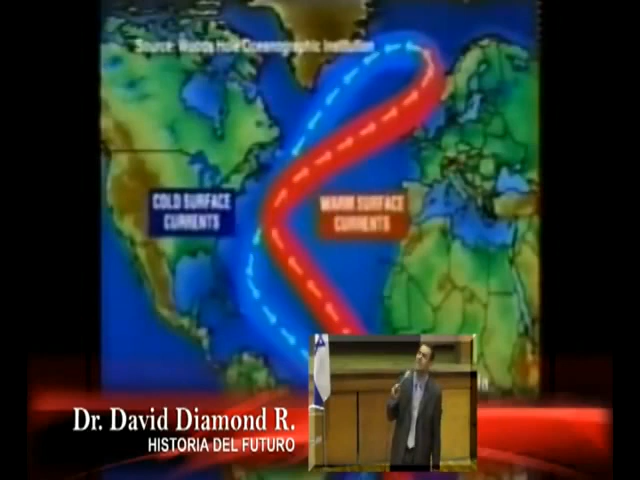 Source: Woods Hole Oceanographic Institution
COLD SURFACE
CURRENTS
WARM SURFACE
CURRENTS
Dr. David Diamond R.
HISTORIA DEL FUTURO